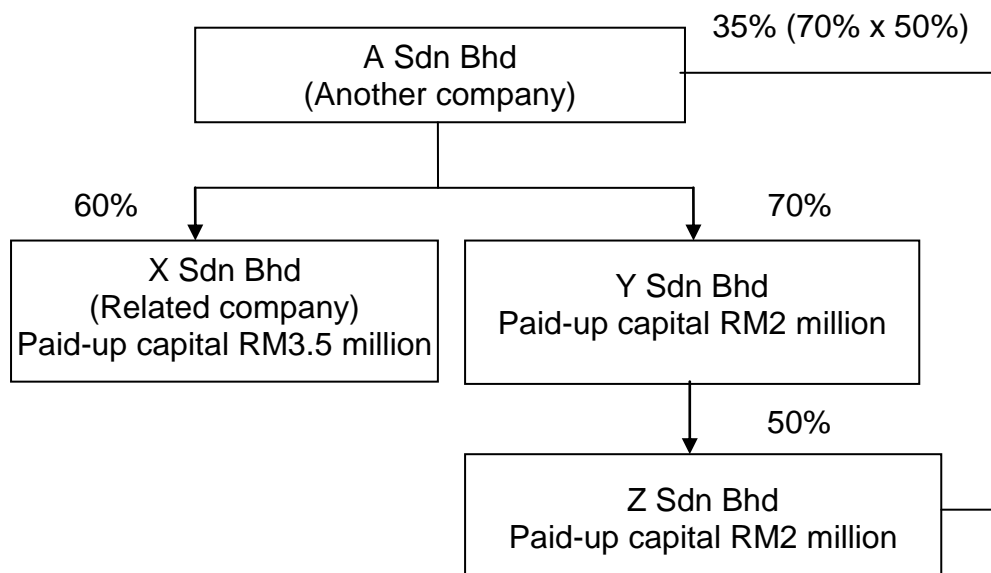 35% (70% x 50%)
A Sdn Bhd
(Another company)
60%
70%
X Sdn Bhd
(Related company)
Paid-up capital RM3.5 million
Y Sdn Bhd
Paid-up capital RM2 million
50%
Z Sdn Bhd
Paid-up capital RM2 million